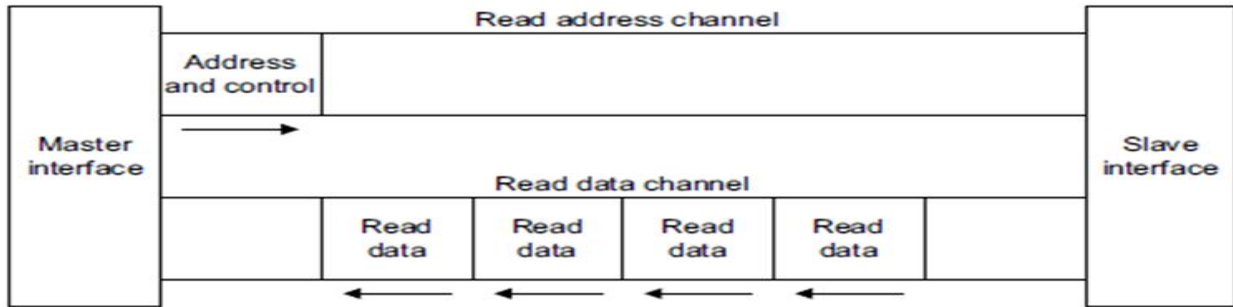 Read address channel
Address
and control
Master
interface
Slave
interface
Read data channel
Read
data
Read
data
Read
data
Read
data